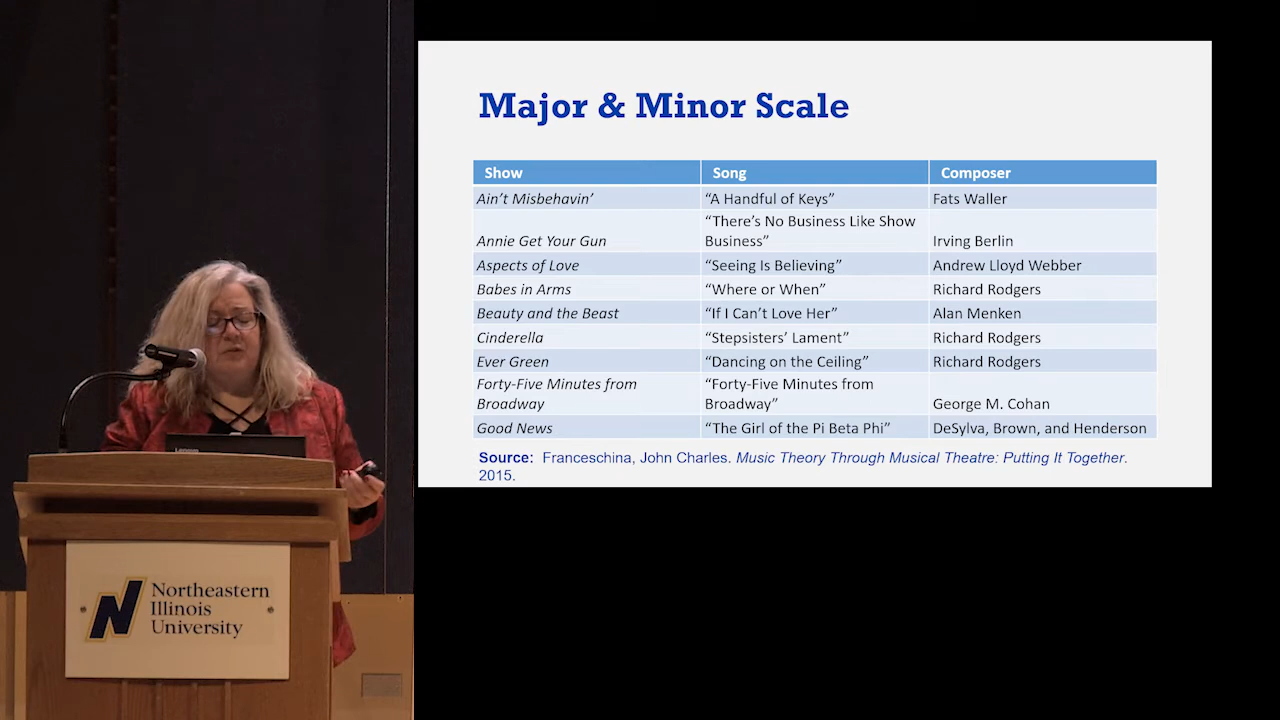 Major & Minor Scale
Show Song Composer
Ain’t Misbehavin’ “A Handful of Keys” Fats Waller
“There’s No Business Like Show
Annie Get Your Gun Business” Irving Berlin
Aspects of Love “Seeing Is Believing” Andrew Lloyd Webber
Babes in Arms “Where or When” Richard Rodgers
Beauty and the Beast “If I Can’t Love Her” Alan Menken
Cinderella “Stepsisters’ Lament” Richard Rodgers
Ever Green “Dancing on the Ceiling” Richard Rodgers
Forty-Five Minutes from “Forty-Five Minutes from
Broadway Broadway” George M. Cohan
Good News “The Girl of the Pi Beta Phi” DeSylva, Brown, and Henderson
Source: Franceschina, John Charles. Music Theory Through Musical Theatre: Putting It Together.
2015.
Lenovo
N
Northeastern
Illinois
University